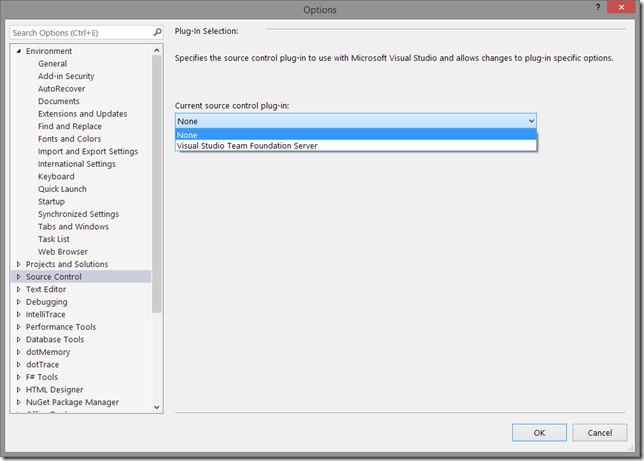 Options
?
Search Options (Ctrl+E)
Environment
General
Add-in Security
AutoRecover
Documents
Extensions and Updates
Find and Replace
Fonts and Colors
Import and Export Settings
International Settings
Keyboard
Quick Launch
Startup
Synchronized Settings
Tabs and Windows
Task List
Web Browser
Projects and Solutions
Source Control
Text Editor
Debugging
IntelliTrace
Performance Tools
Database Tools
dotMemory
dotTrace
F# Tools
HTML Designer
NuGet Package Manager
Plug-in Selection:
Specifies the source control plug-in to use with Microsoft Visual Studio and allows changes to plug-in specific options.
Current source control plug-in:
None
None
Visual Studio Team Foundation Server
OK
Cancel